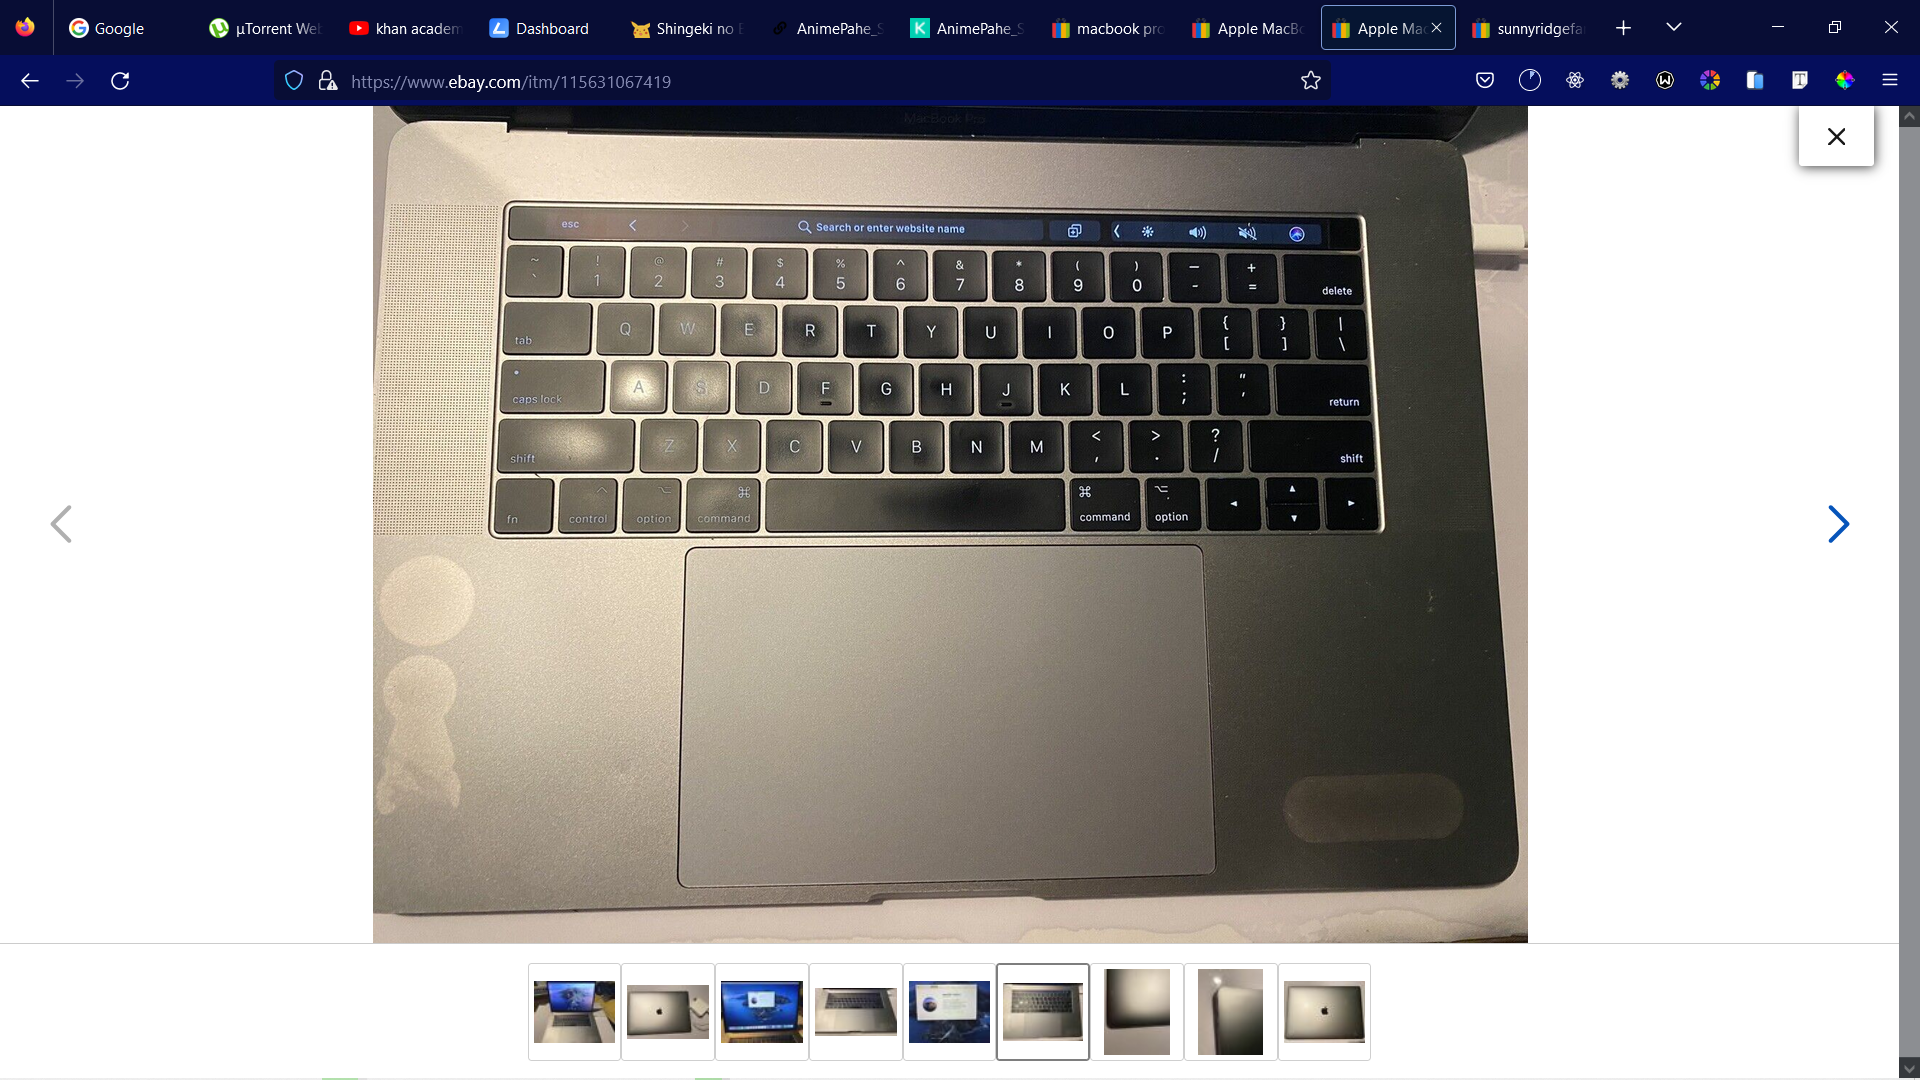 Google
µTorrent We
khan academ
Dashboard
Shingeki no
AnimePahe_S
AnimePahe_S
macbook pro
Apple MacB
Apple Mac
sunnyridgefa
https://www.ebay.com/itm/115631067419
MacBook Pro
esc
Search or enter website name
~ ! @ # $ % ^ & * ( ) — +
` 1 2 3 4 5 6 7 8 9 0 - = delete
tab Q W E R T Y U I O P { [ } ] | \
caps lock A S D F G H J K L : ; " ' return
shift Z X C V B N M < , > . ? / shift
fn control option command command option